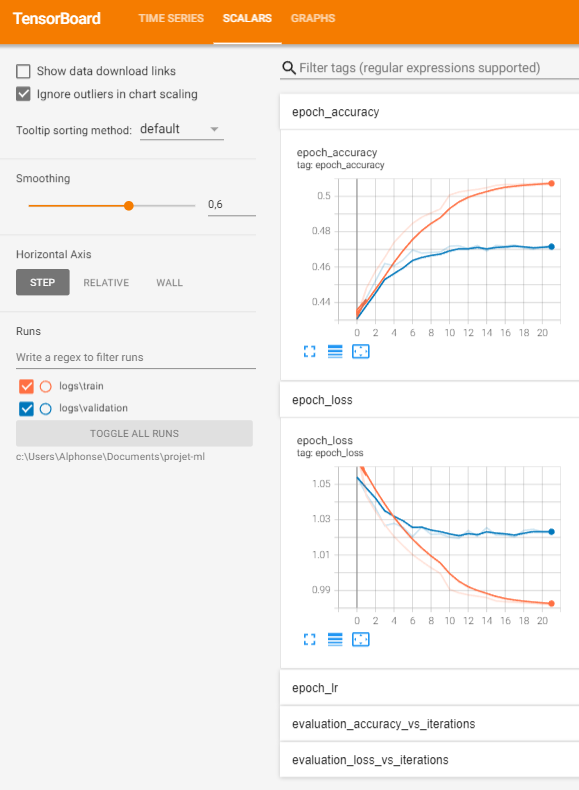 TensorBoard TIME SERIES SCALARS GRAPHS
Show data download links
Ignore outliers in chart scaling
Tooltip sorting method: default
Smoothing
0,6
Horizontal Axis
STEP RELATIVE WALL
Runs
Write a regex to filter runs
logs\train
logs\validation
TOGGLE ALL RUNS
c:\Users\Alphonse\Documents\projet-ml
Filter tags (regular expressions supported)
epoch_accuracy
epoch_accuracy
tag: epoch_accuracy
0.5
0.48
0.46
0.44
0 2 4 6 8 10 12 14 16 18 20
epoch_loss
epoch_loss
tag: epoch_loss
1.05
1.03
1.01
0.99
0 2 4 6 8 10 12 14 16 18 20
epoch_lr
evaluation_accuracy_vs_iterations
evaluation_loss_vs_iterations